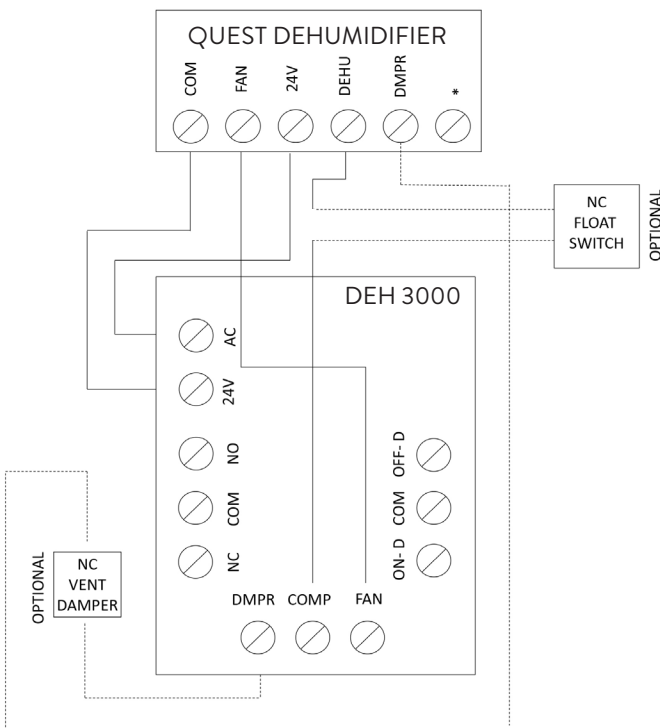 QUEST DEHUMIDIFIER
COM
FAN
24V
DEHU
DMPR
*
NC
FLOAT
SWITCH
OPTIONAL
DEH 3000
AC
24V
NO
COM
NC
OFF- D
COM
ON- D
OPTIONAL
NC
VENT
DAMPER
DMPR
COMP
FAN